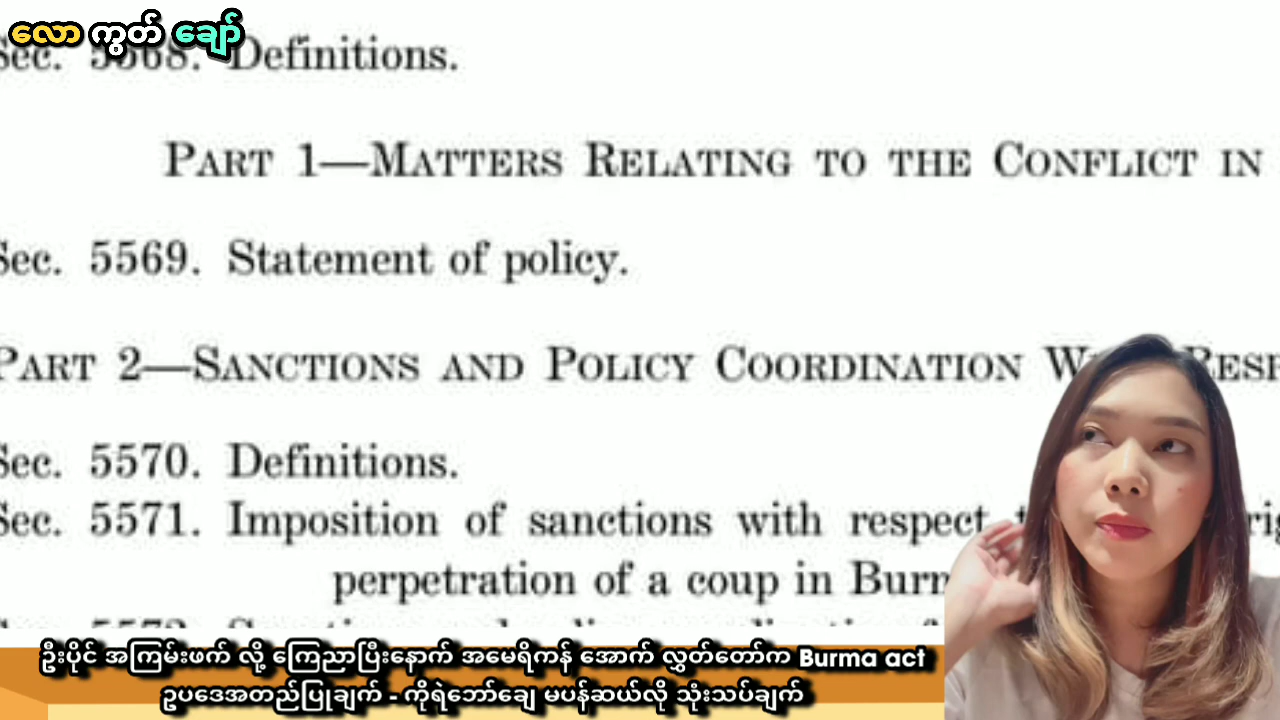 လော ကွတ် ချော်
Sec. 5568. Definitions.
PART 1—MATTERS RELATING TO THE CONFLICT IN
Sec. 5569. Statement of policy.
PART 2—SANCTIONS AND POLICY COORDINATION
Sec. 5570. Definitions.
Sec. 5571. Imposition of sanctions with respect
perpetration of a coup in
ဦးပိုင် အကြမ်းဖက် လို့ ကြေညာပြီးနောက် အမေရိကန် အောက် လွှတ်တော်က Burma act
ဥပဒေအတည်ပြုချက် - ကိုရဲဘော်ချေ မပန်ဆယ်လို သုံးသပ်ချက်